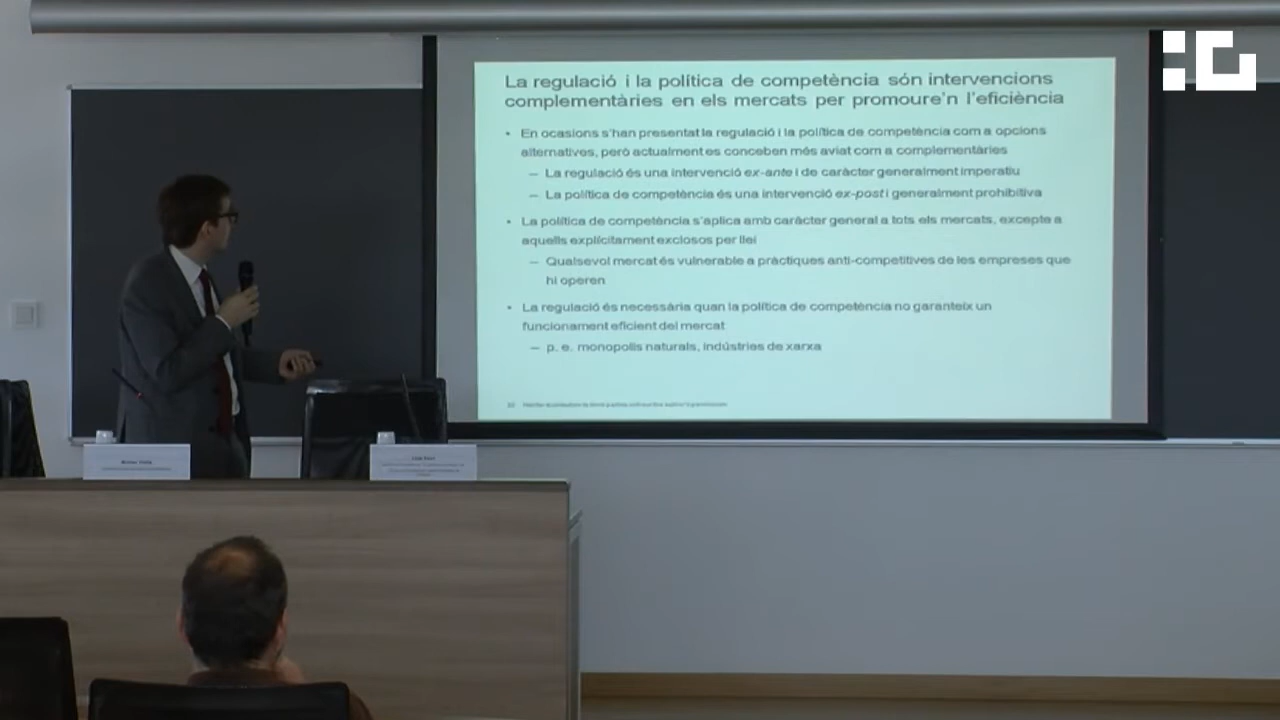 La regulació i la política de competència són intervencions
complementàries en els mercats per promoure'n l'eficiència
• En ocasions s'han presentat la regulació i la política de competència com a opcions
alternatives, però actualment es conceben més aviat com a complementàries
– La regulació és una intervenció ex-ante i de caràcter generalment imperatiu
– La política de competència és una intervenció ex-post i generalment prohibitiva
• La política de competència s'aplica amb caràcter general a tots els mercats, excepte a
aquells explícitament exclosos per llei
– Qualsevol mercat és vulnerable a pràctiques anti-competitives de les empreses que
hi operen
• La regulació és necessària quan la política de competència no garanteix un
funcionament eficient del mercat
– p. e. monopolis naturals, indústries de xarxa